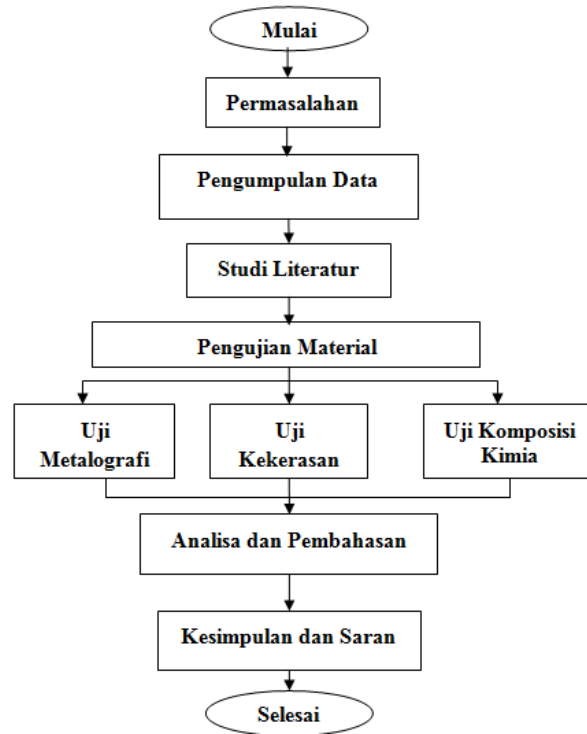 Mulai
Permasalahan
Pengumpulan Data
Studi Literatur
Pengujian Material
Uji
Metalografi
Uji
Kekerasan
Uji Komposisi
Kimia
Analisa dan Pembahasan
Kesimpulan dan Saran
Selesai